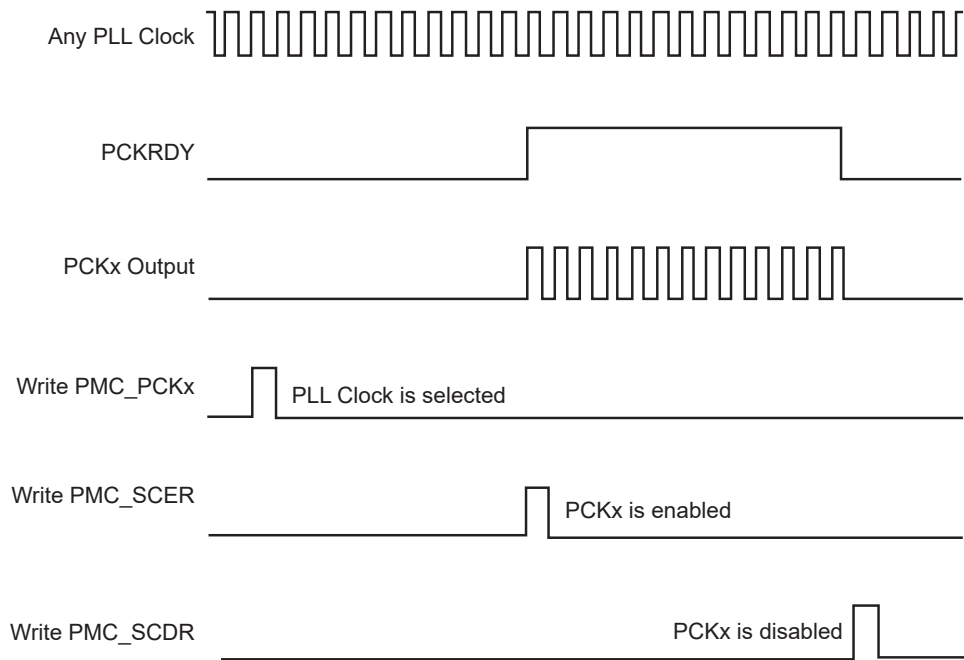 Any PLL Clock
PCKRDY
PCKx Output
Write PMC_PCKx
PLL Clock is selected
Write PMC_SCER
PCKx is enabled
Write PMC_SCDR
PCKx is disabled